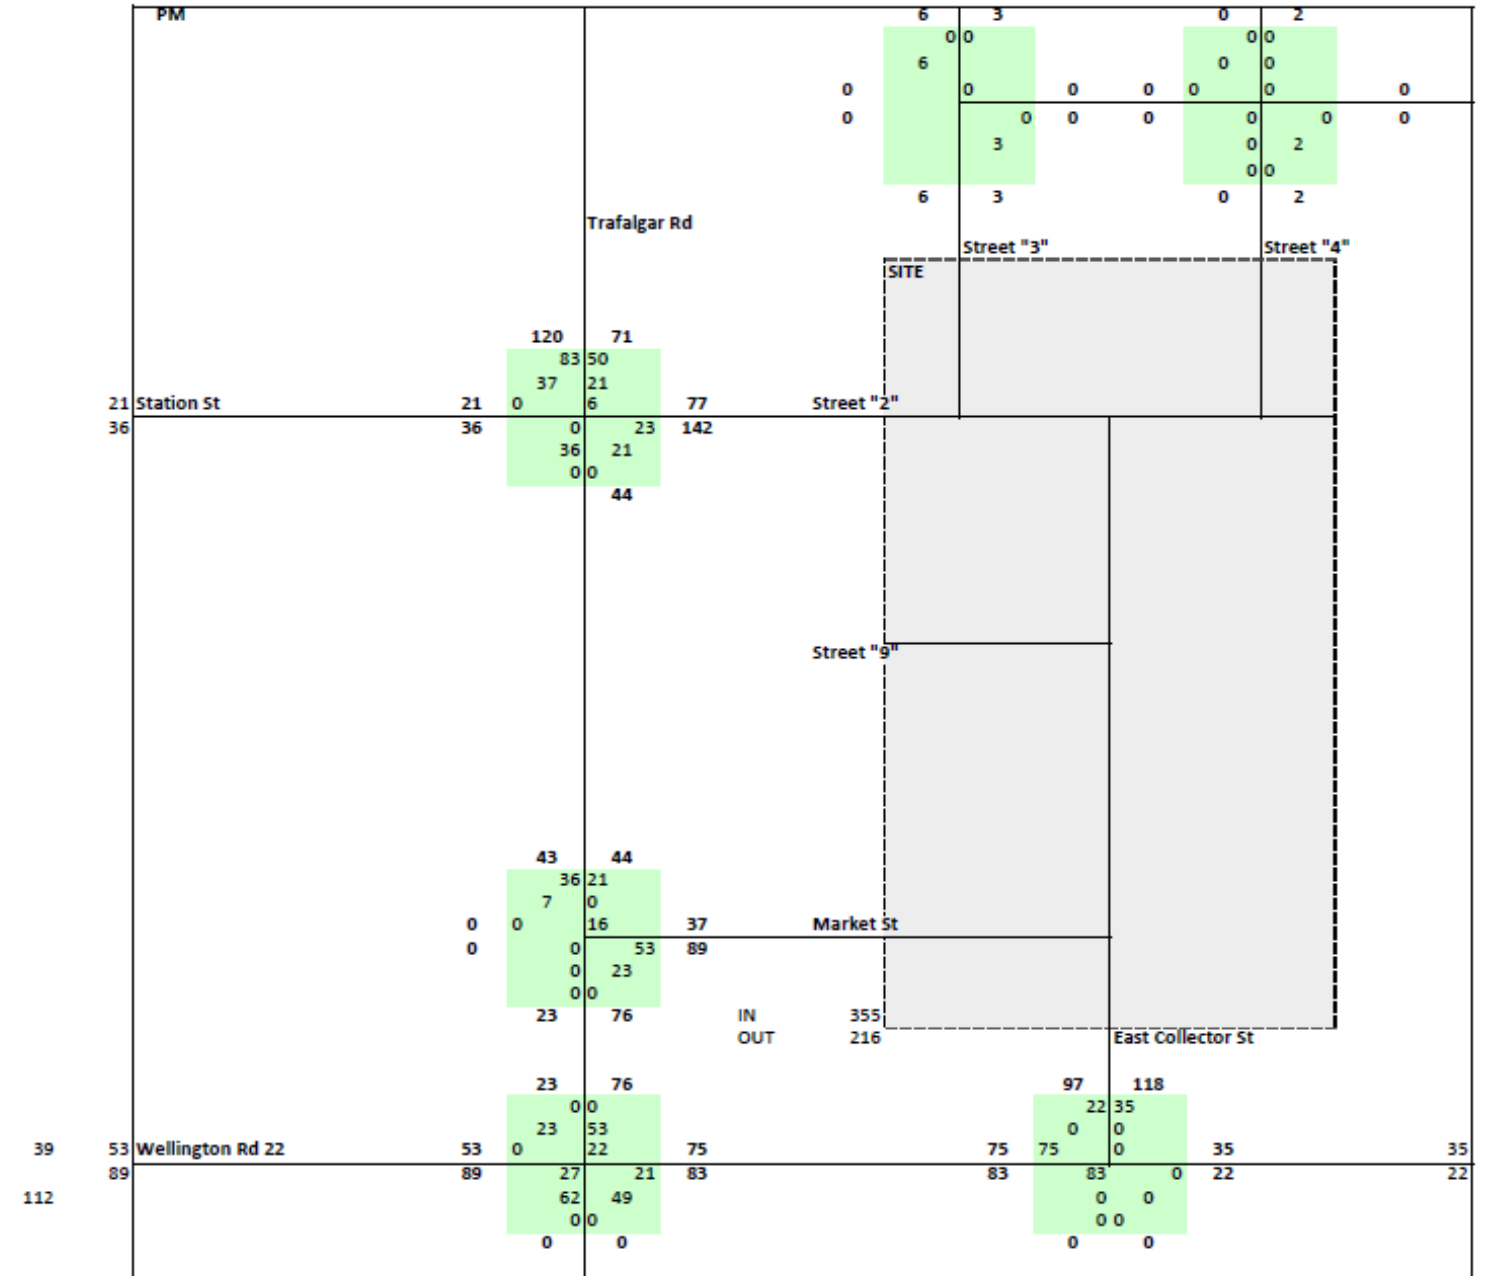 PM 6 3 0 2
0 0 0 0
6 0 0
0 0 0 0 0 0 0
0 0 0 0 0 0 0
3 0 2
0 0
6 3 0 2
Trafalgar Rd
Street "3" Street "4"
SITE
120 71
83 50
37 21
21 Station St 21 0 6 77 Street "2"
36 36 0 23 142
36 21
0 0
44
Street "9"
43 44
36 21
7 0
0 0 16 37 Market St
0 0 53 89
0 23
0 0
23 76 IN 355
OUT 216 East Collector St
23 76 97 118
0 0 22 35
23 53 0 0
39 53 Wellington Rd 22 53 0 22 75 75 75 0 35 35
89 89 27 21 83 83 83 0 22 22
112 62 49 0 0
0 0 0 0
0 0 0 0